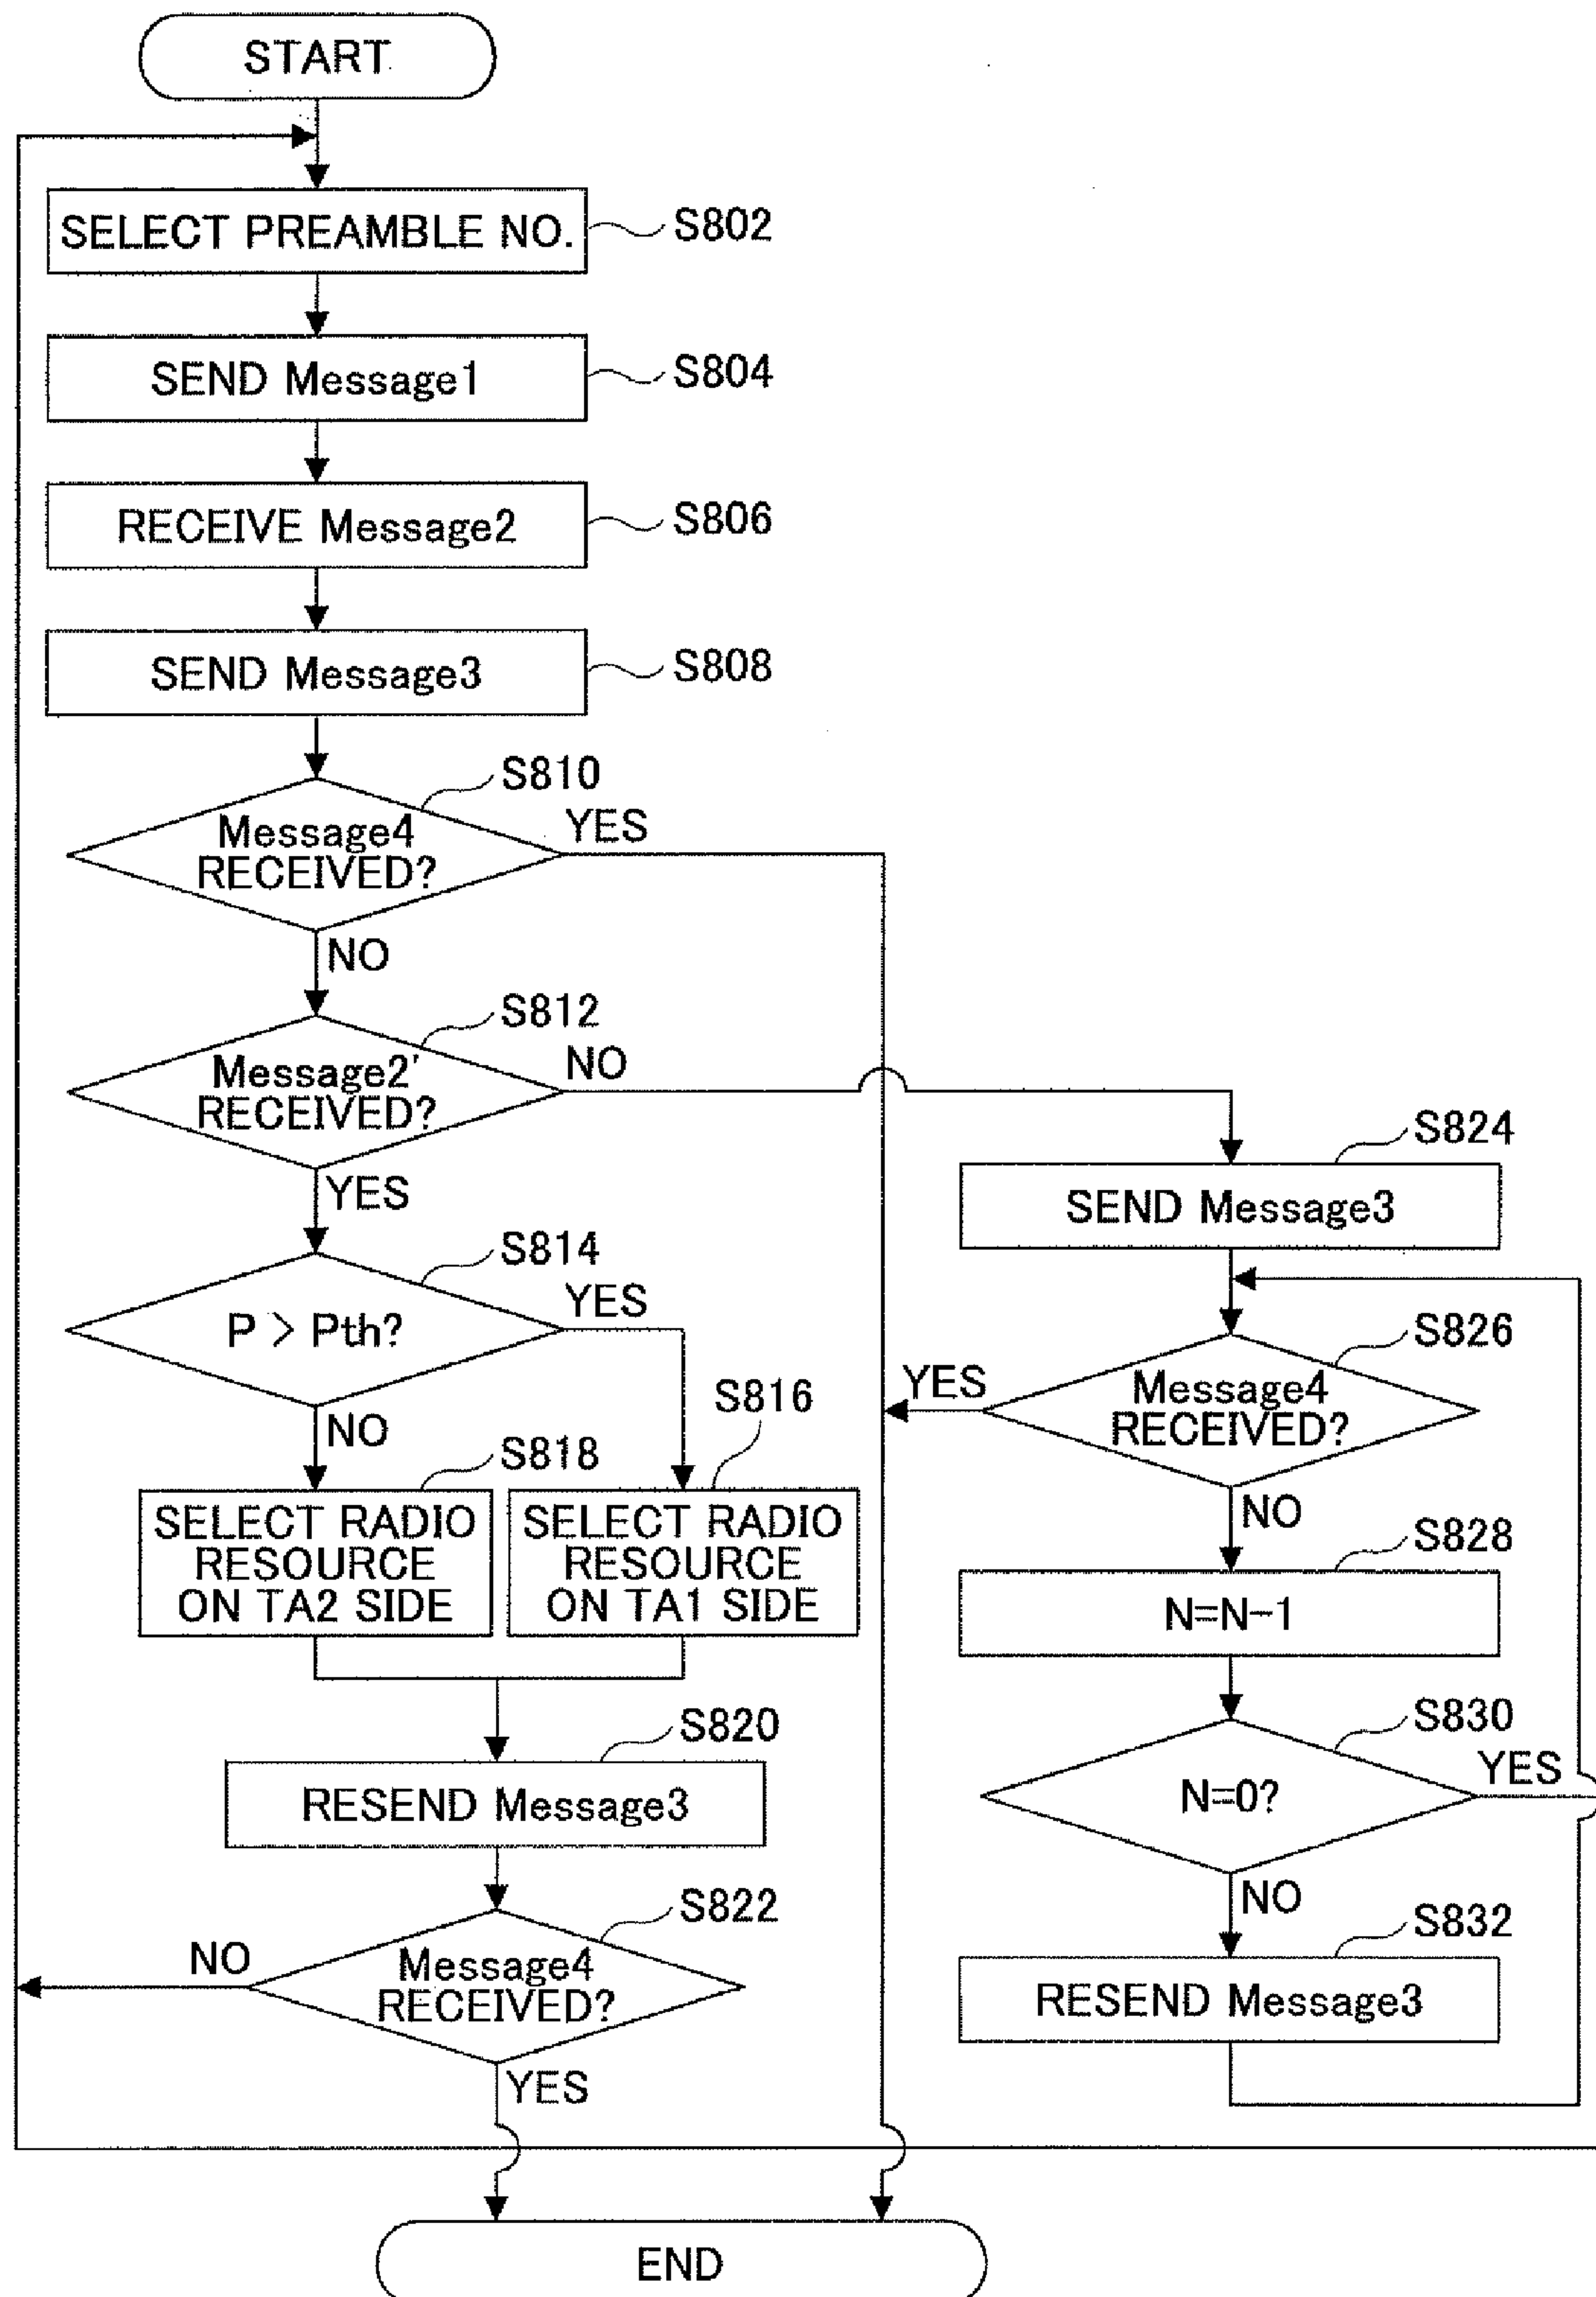 START
SELECT PREAMBLE NO.
S802
SEND Message1
S804
RECEIVE Message2
S806
SEND Message3
S808
S810
Message4
RECEIVED?
YES
NO
S812
Message2'
RECEIVED?
NO
YES
S814
P > Pth?
YES
NO
S816
S818
SELECT RADIO
RESOURCE
ON TA2 SIDE
SELECT RADIO
RESOURCE
ON TA1 SIDE
S820
RESEND Message3
S822
Message4
RECEIVED?
NO
YES
S824
SEND Message3
S826
Message4
RECEIVED?
YES
NO
S828
N=N-1
S830
N=0?
YES
NO
S832
RESEND Message3
END